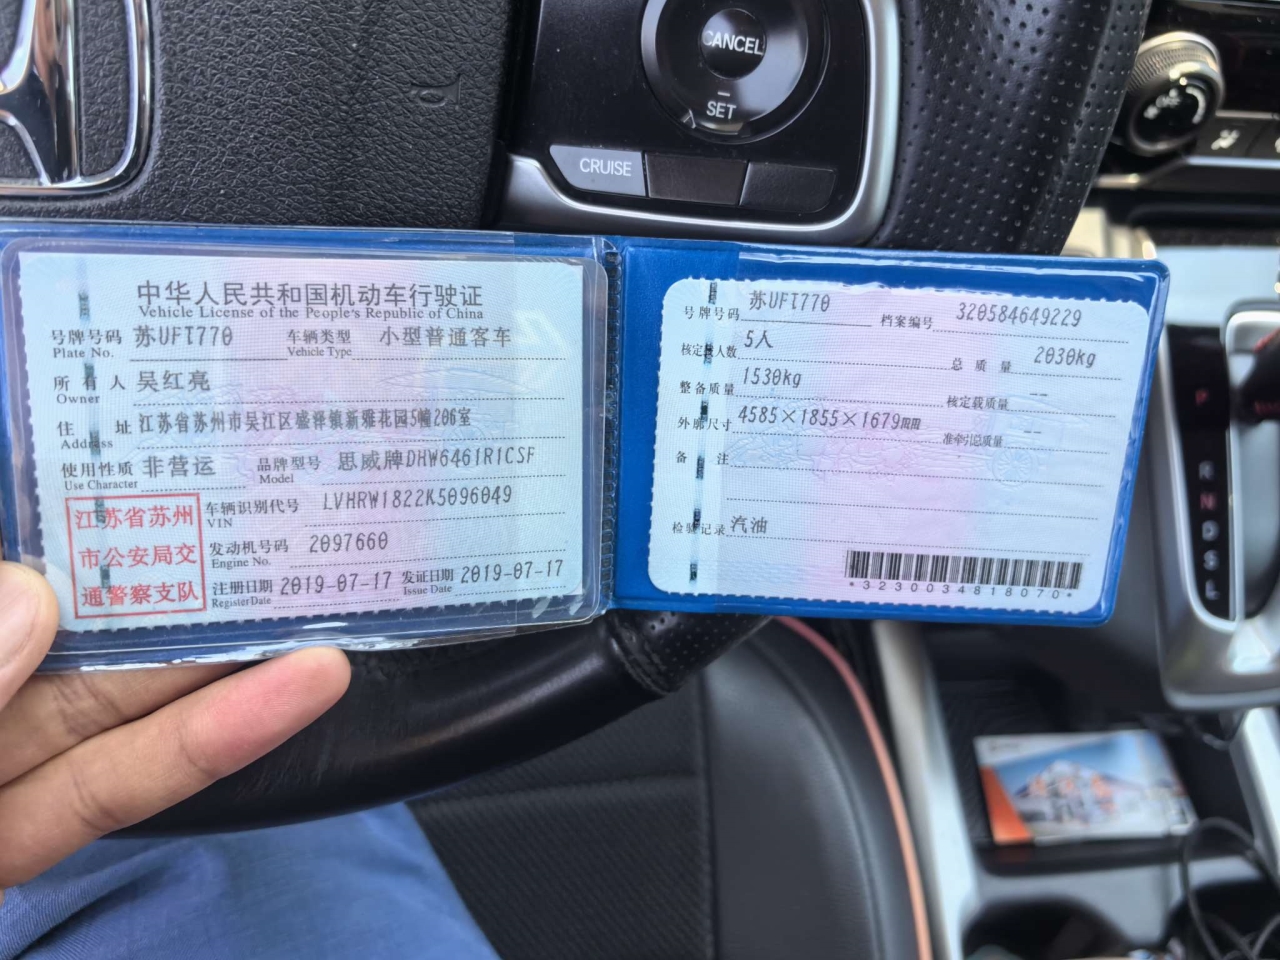 CANCEL
SET
CRUISE
中华人民共和国机动车行驶证
Vehicle License of the People's Republic of China
号牌号码 苏UFT770 车辆类型 小型普通客车
Plate No. Vehicle Type
所有人 吴红亮
Owner
住址 江苏省苏州市吴江区盛泽镇新雅花园5幢206室
Address
使用性质 非营运 品牌型号 思威牌DHW6461R1CSF
Use Character Model
江苏省苏州
市公安局交
通警察支队
车辆识别代号 LVHRW1822K5096049
VIN
发动机号码 2097660
Engine No.
注册日期 2019-07-17 发证日期 2019-07-17
Register Date Issue Date
号牌号码 苏UFT770 档案编号 320584649229
核定载人数 5人 总质量 2030kg
整备质量 1530kg 核定载质量 --
外廓尺寸 4585×1855×1679mm 准牵引总质量 --
备注
检验记录 汽油
*3230034818070*
P
R
N
D
S
L